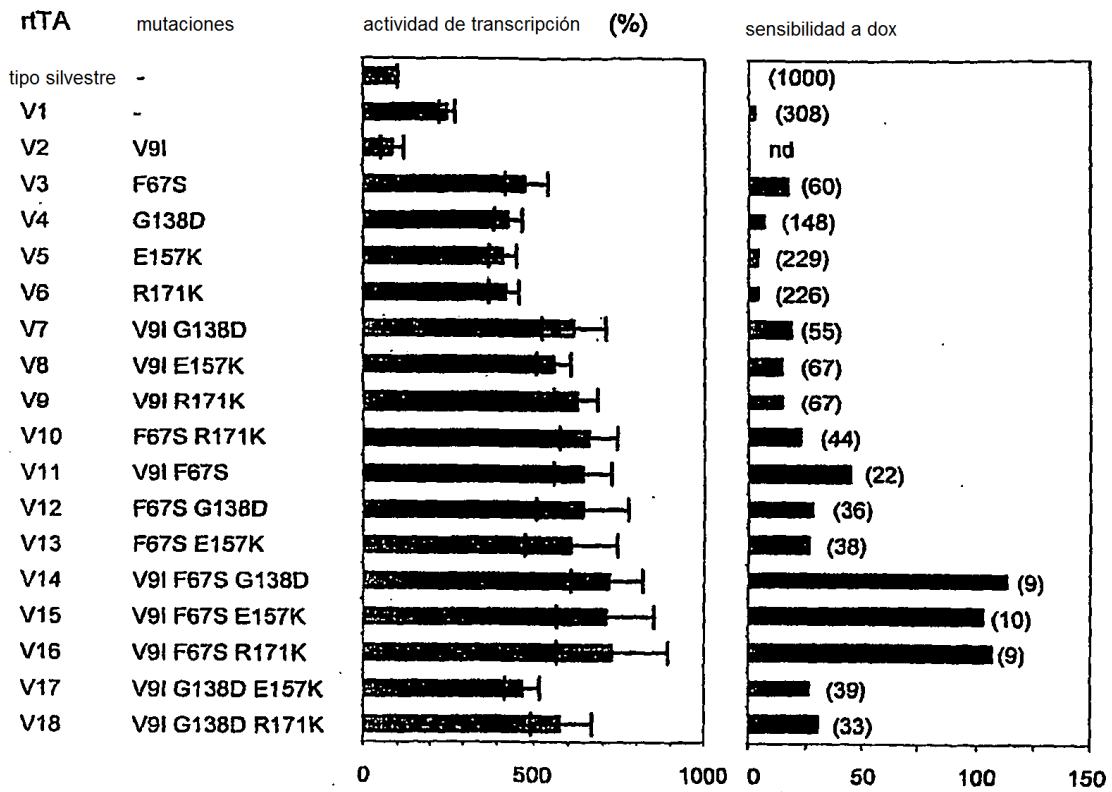 rtTA mutaciones actividad de transcripción (%) sensibilidad a dox
tipo silvestre - (1000)
V1 - (308)
V2 V9I nd
V3 F67S (60)
V4 G138D (148)
V5 E157K (229)
V6 R171K (226)
V7 V9I G138D (55)
V8 V9I E157K (67)
V9 V9I R171K (67)
V10 F67S R171K (44)
V11 V9I F67S (22)
V12 F67S G138D (36)
V13 F67S E157K (38)
V14 V9I F67S G138D (9)
V15 V9I F67S E157K (10)
V16 V9I F67S R171K (9)
V17 V9I G138D E157K (39)
V18 V9I G138D R171K (33)
0 500 1000 0 50 100 150